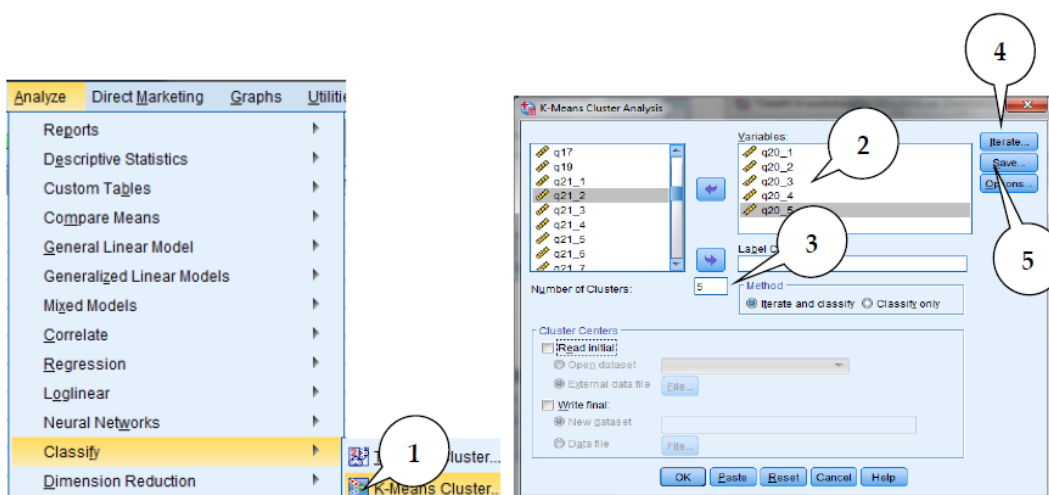 Analyze Direct Marketing Graphs
Reports
Descriptive Statistics
Custom Tables
Compare Means
General Linear Model
Generalized Linear Models
Mixed Models
Correlate
Regression
Loglinear
Neural Networks
Classify
Dimension Reduction
1
K-Means Cluster...
K-Means Cluster Analysis
4
q17
q19
q21_1
q21_2
q21_3
q21_4
q21_5
q21_6
q21_7
Variables:
q20_1
q20_2
q20_3
q20_4
q20_5
2
Iterate...
Save...
Options...
Label
3
5
Number of Clusters: 5
Method
Iterate and classify Classify only
Cluster Centers
Read initial:
Open dataset
External data file File...
Write final:
New dataset
Data file File...
OK Paste Reset Cancel Help